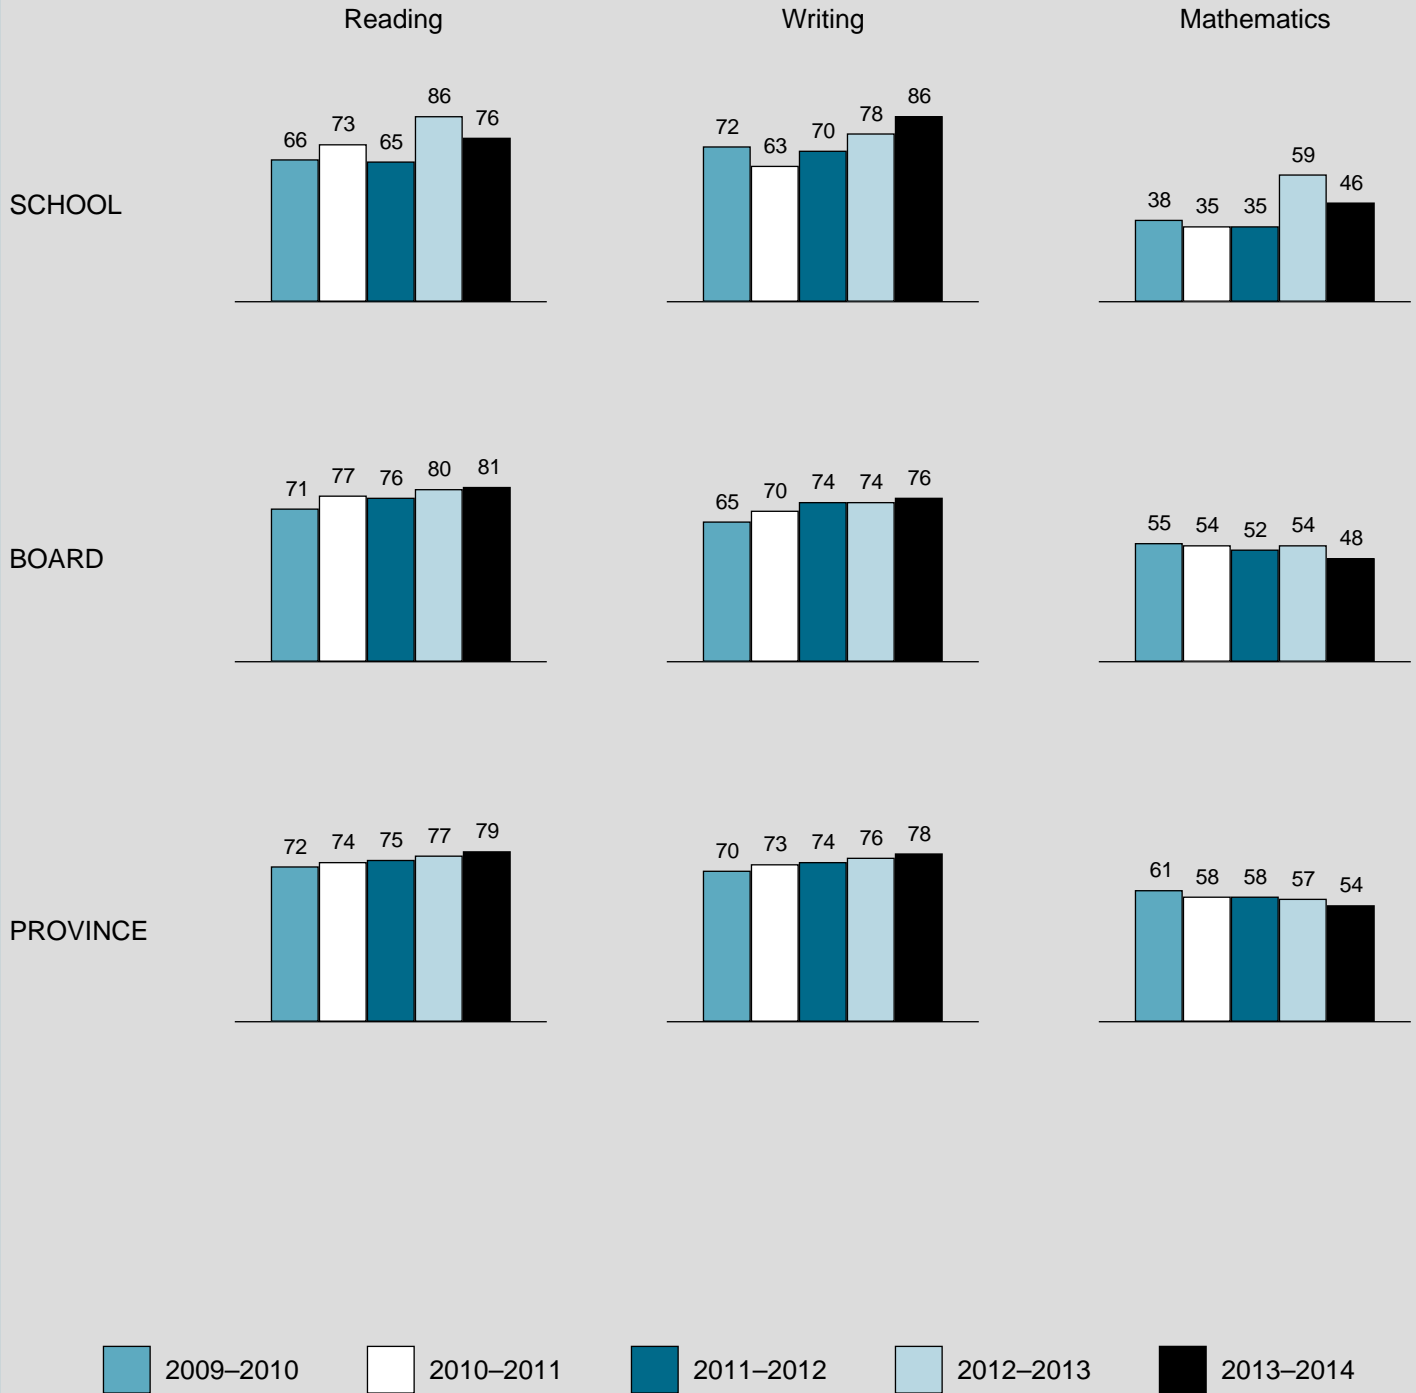 Reading Writing Mathematics
SCHOOL
66 73 65 86 76
72 63 70 78 86
38 35 35 59 46
BOARD
71 77 76 80 81
65 70 74 74 76
55 54 52 54 48
PROVINCE
72 74 75 77 79
70 73 74 76 78
61 58 58 57 54
2009–2010 2010–2011 2011–2012 2012–2013 2013–2014